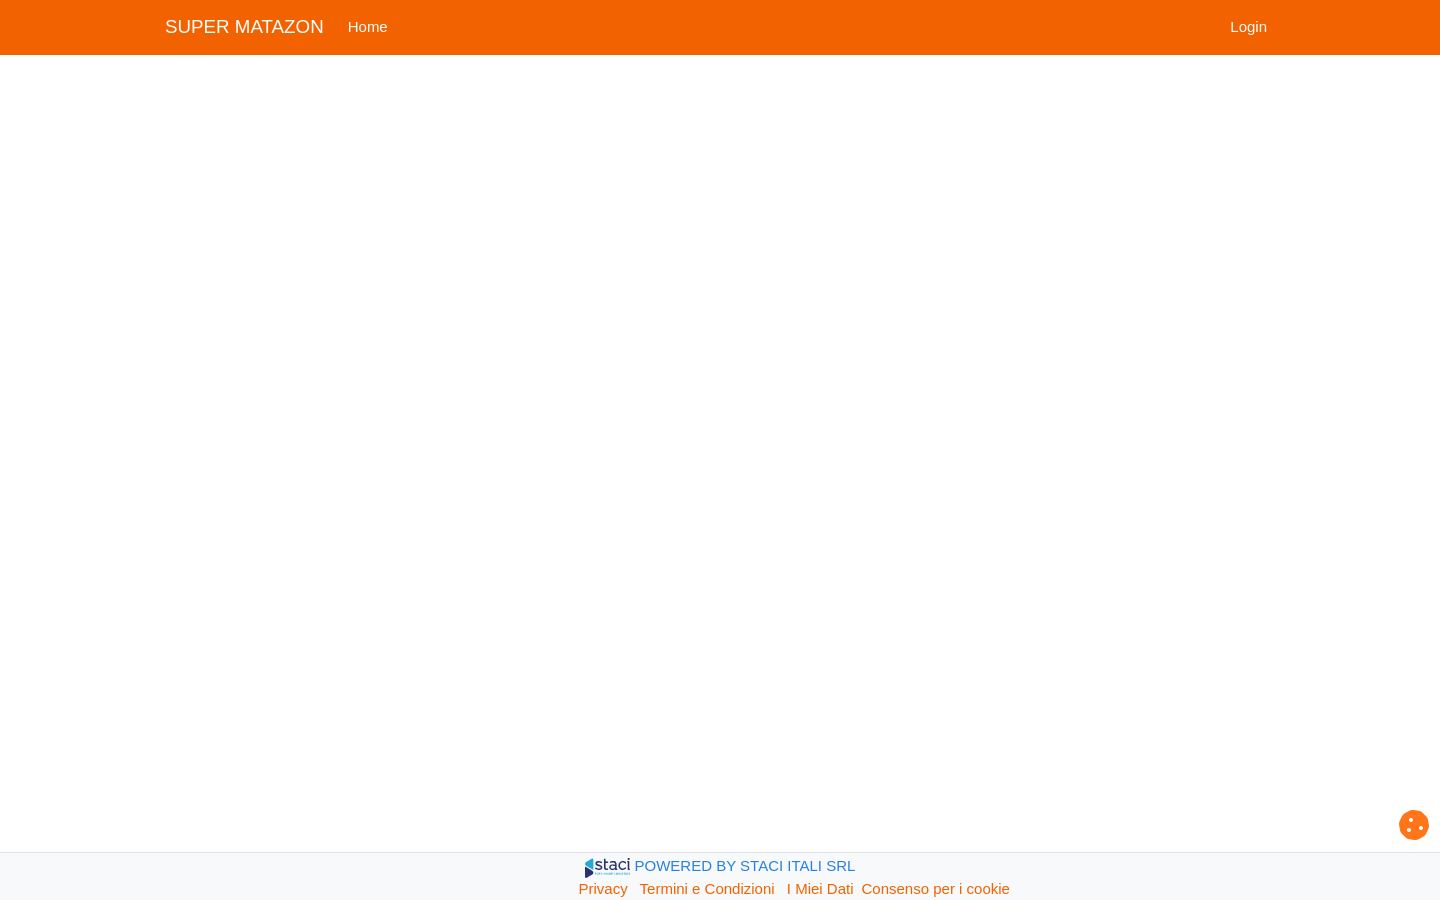 SUPER MATAZON Home Login
staci POWERED BY STACI ITALI SRL
Privacy Termini e Condizioni I Miei Dati Consenso per i cookie